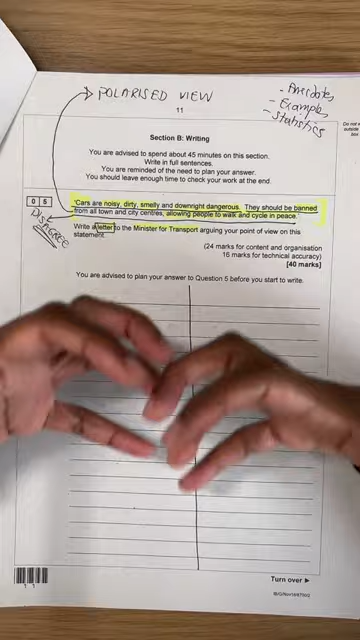 POLARISED VIEW
- Anecdotes
- Examples
- Statistics
11
Do not w
outside
box
Section B: Writing
You are advised to spend about 45 minutes on this section.
Write in full sentences.
You are reminded of the need to plan your answer.
You should leave enough time to check your work at the end.
0 5
'Cars are noisy, dirty, smelly and downright dangerous. They should be banned
from all town and city centres, allowing people to walk and cycle in peace.'
DISAGREE
Write a letter to the Minister for Transport arguing your point of view on this
statement.
(24 marks for content and organisation
16 marks for technical accuracy)
[40 marks]
You are advised to plan your answer to Question 5 before you start to write.
Turn over ►
1 1